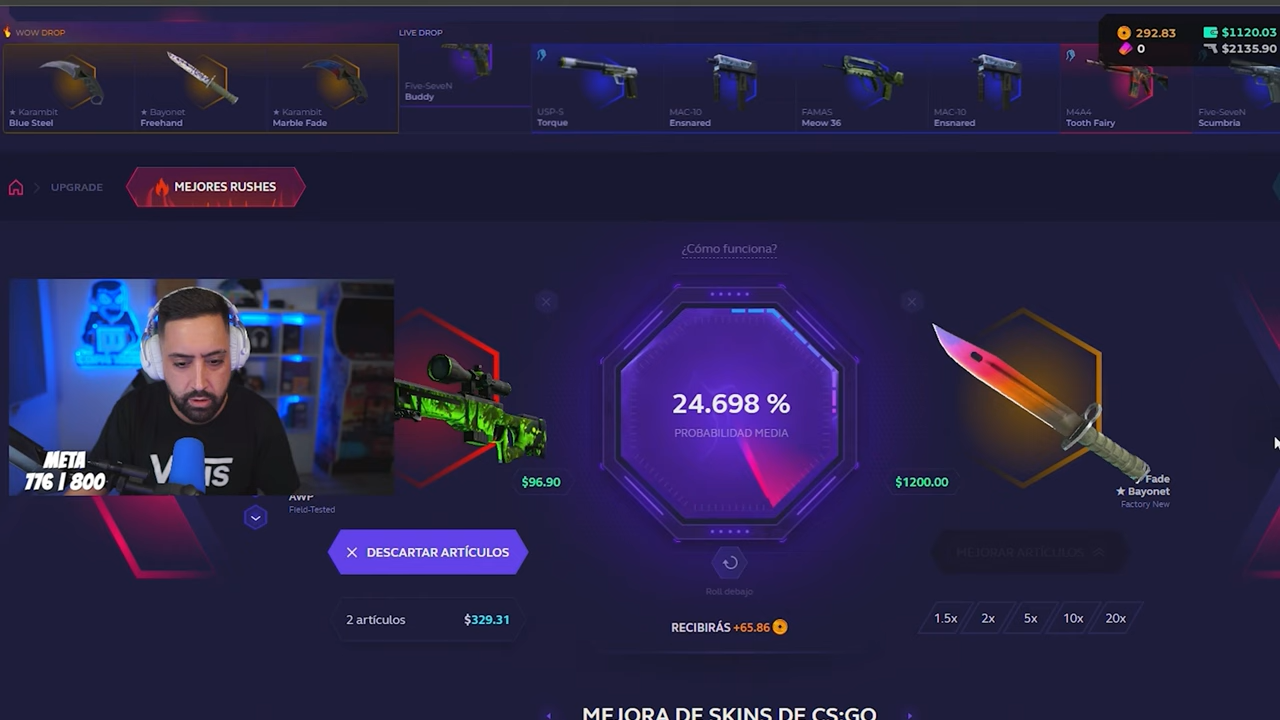 WOW DROP
LIVE DROP
292.83
$1120.03
0
$2135.90
★ Karambit
Blue Steel
★ Bayonet
Freehand
★ Karambit
Marble Fade
Five-SeveN
Buddy
USP-S
Torque
MAC-10
Ensnared
FAMAS
Meow 36
MAC-10
Ensnared
M4A4
Tooth Fairy
Five-SeveN
Scumbria
UPGRADE
MEJORES RUSHES
¿Cómo funciona?
24.698 %
PROBABILIDAD MEDIA
META
776 | 800
$96.90
$1200.00
AWP
Field-Tested
Fade
★ Bayonet
Factory New
DESCARTAR ARTÍCULOS
MEJORAR ARTÍCULOS
Roll debajo
2 artículos
$329.31
RECIBIRÁS +65.86
1.5x
2x
5x
10x
20x
MEJORA DE SKINS DE CS:GO